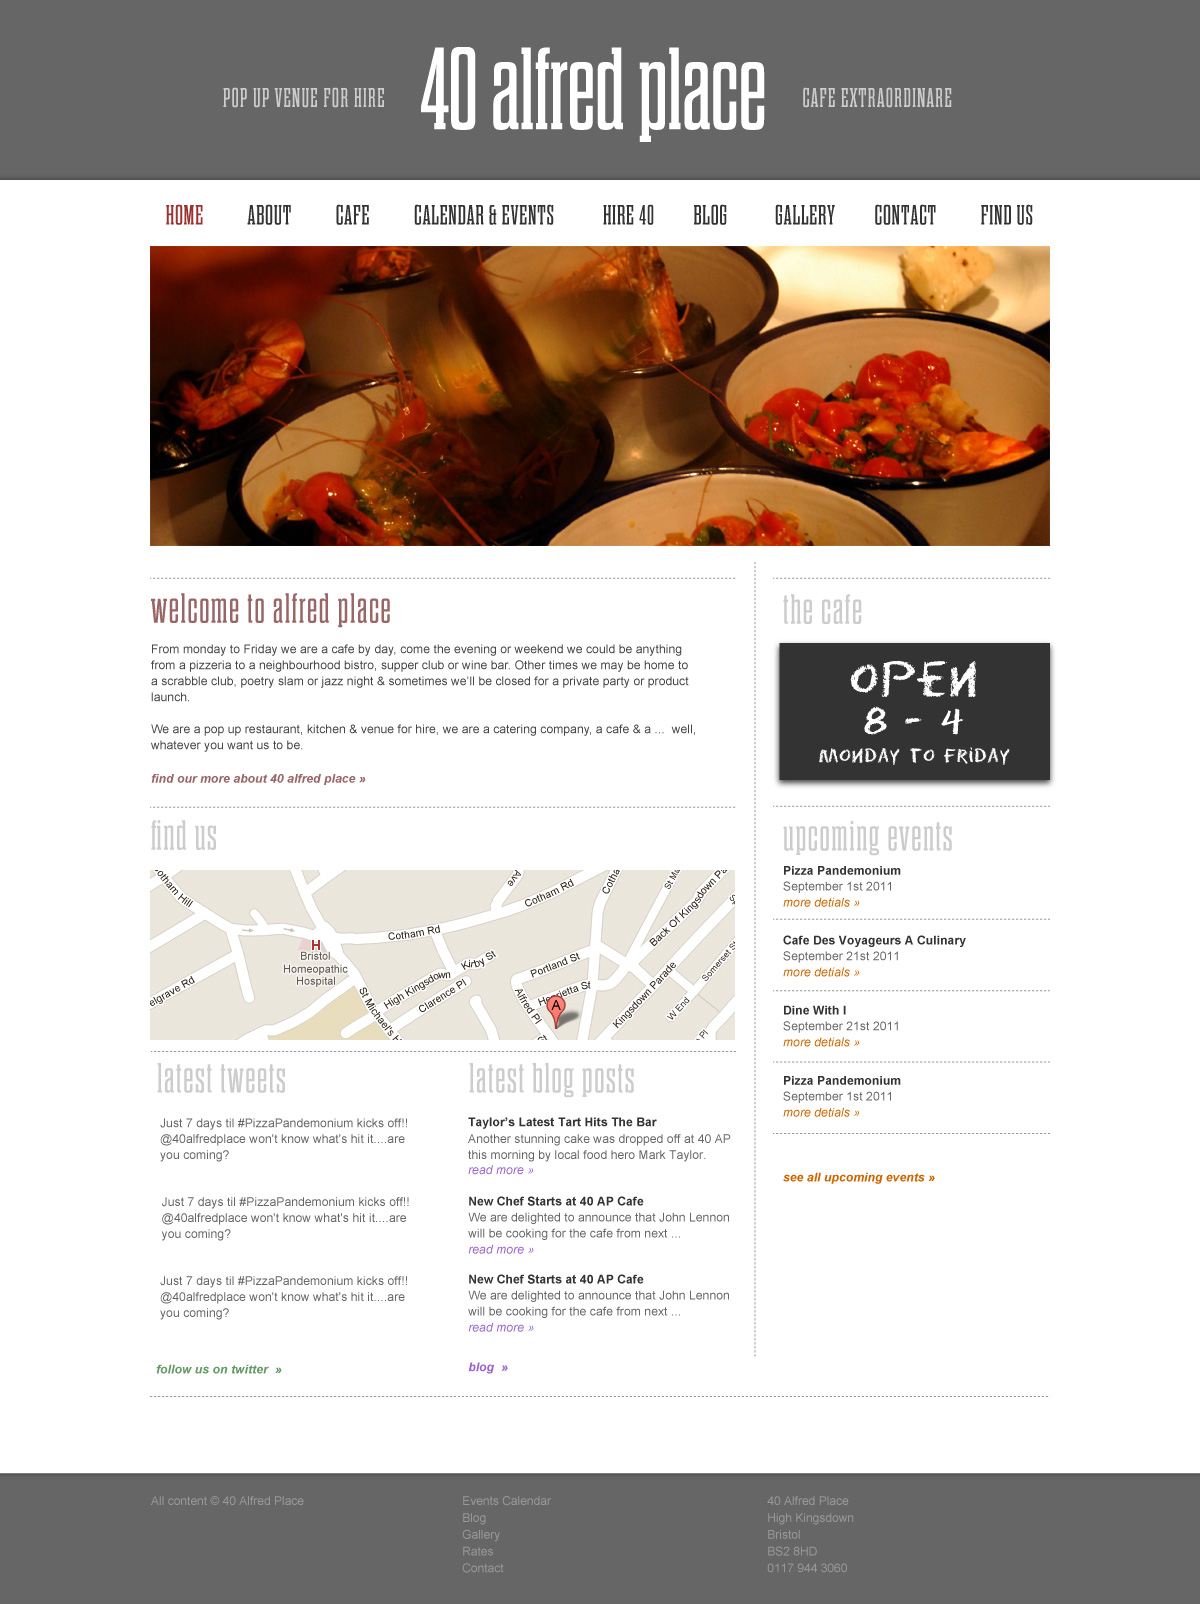 POP UP VENUE FOR HIRE
40 alfred place
CAFE EXTRAORDINARE
HOME ABOUT CAFE CALENDAR & EVENTS HIRE 40 BLOG GALLERY CONTACT FIND US
welcome to alfred place
From monday to Friday we are a cafe by day, come the evening or weekend we could be anything
from a pizzeria to a neighbourhood bistro, supper club or wine bar. Other times we may be home to
a scrabble club, poetry slam or jazz night & sometimes we'll be closed for a private party or product
launch.
We are a pop up restaurant, kitchen & venue for hire, we are a catering company, a cafe & a ... well,
whatever you want us to be.
find our more about 40 alfred place »
find us
otham Hill
Ave
Cotham Rd
Cotha
St Mi
Back Of Kingsdown Pa
Cotham Rd
H
Bristol
Homeopathic
Hospital
Kirby St
High Kingsdown
Clarence Pl
Portland St
Henrietta St
Alfred Pl
A
Kingsdown Parade
Somerset S
W End
elgrave Rd
St Michael's H
Pl
latest tweets
Just 7 days til #PizzaPandemonium kicks off!!
@40alfredplace won't know what's hit it....are
you coming?
Just 7 days til #PizzaPandemonium kicks off!!
@40alfredplace won't know what's hit it....are
you coming?
Just 7 days til #PizzaPandemonium kicks off!!
@40alfredplace won't know what's hit it....are
you coming?
follow us on twitter »
latest blog posts
Taylor's Latest Tart Hits The Bar
Another stunning cake was dropped off at 40 AP
this morning by local food hero Mark Taylor.
read more »
New Chef Starts at 40 AP Cafe
We are delighted to announce that John Lennon
will be cooking for the cafe from next ...
read more »
New Chef Starts at 40 AP Cafe
We are delighted to announce that John Lennon
will be cooking for the cafe from next ...
read more »
blog »
the cafe
OPEN
8 - 4
MONDAY TO FRIDAY
upcoming events
Pizza Pandemonium
September 1st 2011
more detials »
Cafe Des Voyageurs A Culinary
September 21st 2011
more detials »
Dine With I
September 21st 2011
more detials »
Pizza Pandemonium
September 1st 2011
more detials »
see all upcoming events »
All content © 40 Alfred Place
Events Calendar
Blog
Gallery
Rates
Contact
40 Alfred Place
High Kingsdown
Bristol
BS2 8HD
0117 944 3060